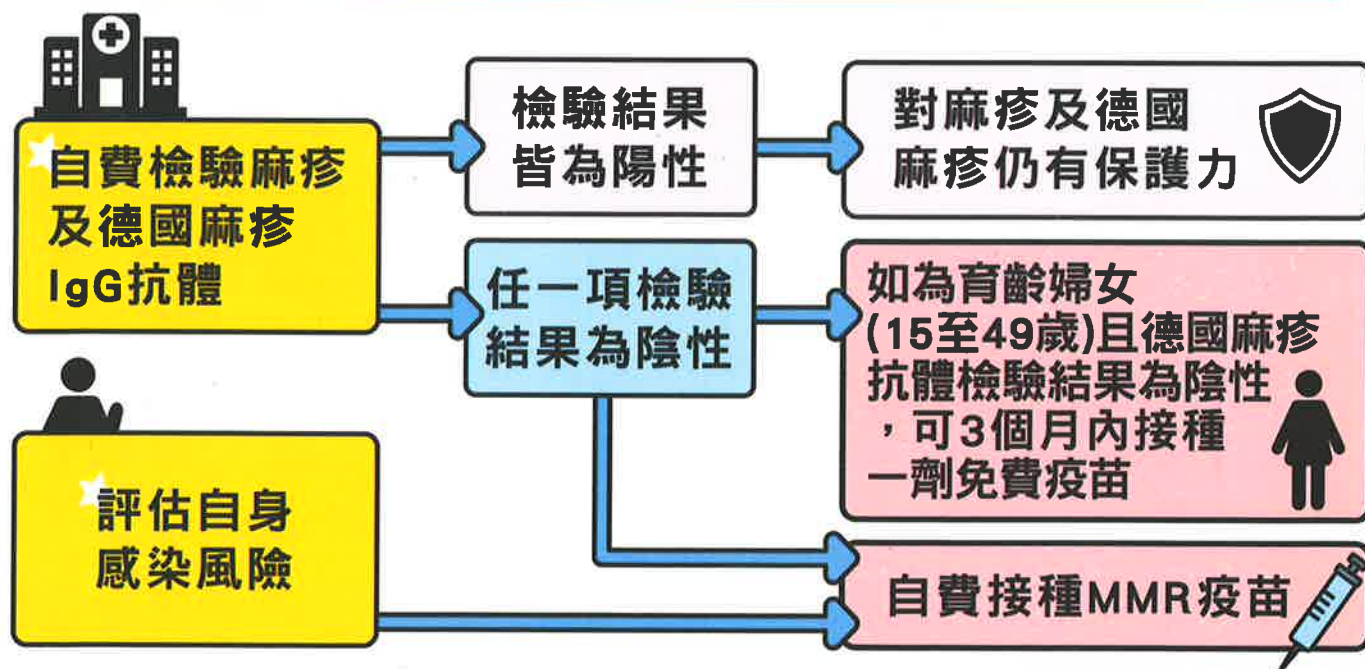 自費檢驗麻疹
及德國麻疹
IgG抗體
檢驗結果
皆為陽性
對麻疹及德國
麻疹仍有保護力
任一項檢驗
結果為陰性
如為育齡婦女
(15至49歲)且德國麻疹
抗體檢驗結果為陰性
，可3個月內接種
一劑免費疫苗
評估自身
感染風險
自費接種MMR疫苗